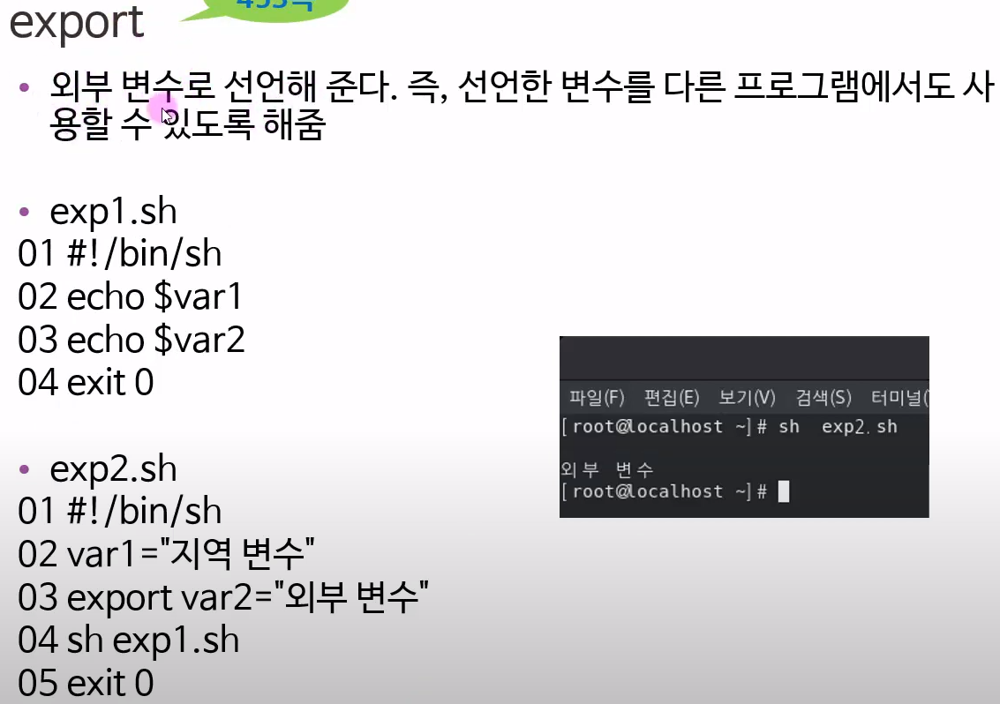 export
• 외부 변수로 선언해 준다. 즉, 선언한 변수를 다른 프로그램에서도 사
용할 수 있도록 해줌
• exp1.sh
01 #!/bin/sh
02 echo $var1
03 echo $var2
04 exit 0
• exp2.sh
01 #!/bin/sh
02 var1="지역 변수"
03 export var2="외부 변수"
04 sh exp1.sh
05 exit 0
파일(F) 편집(E) 보기(V) 검색(S) 터미널(
[root@localhost ~]# sh exp2.sh
외부 변수
[root@localhost ~]#